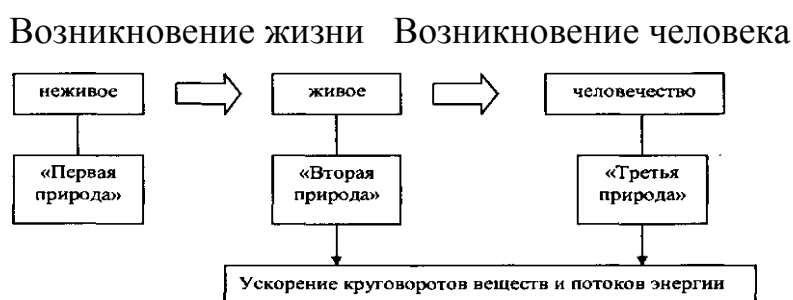 Возникновение жизни Возникновение человека
неживое живое человечество
«Первая природа» «Вторая природа» «Третья природа»
Ускорение круговоротов веществ и потоков энергии